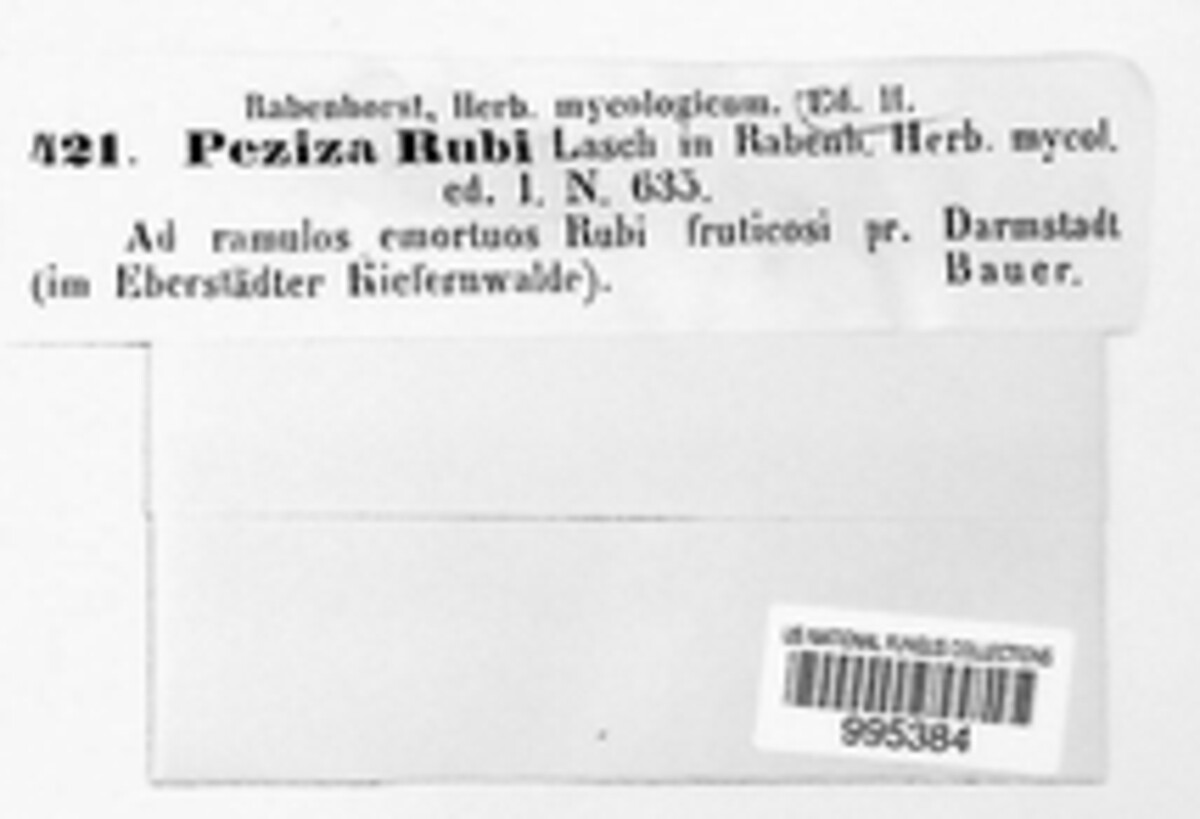 Rabenhorst, Herb. mycologicum. (Ed. II.
421. Peziza Rubi Lasch in Rabenh. Herb. mycol.
ed. I. N. 635.
Ad ramulos emortuos Rubi fruticosi pr. Darmstadt
(im Eberstädter Kiefernwalde). Bauer.
US NATIONAL FUNGUS COLLECTIONS
995384